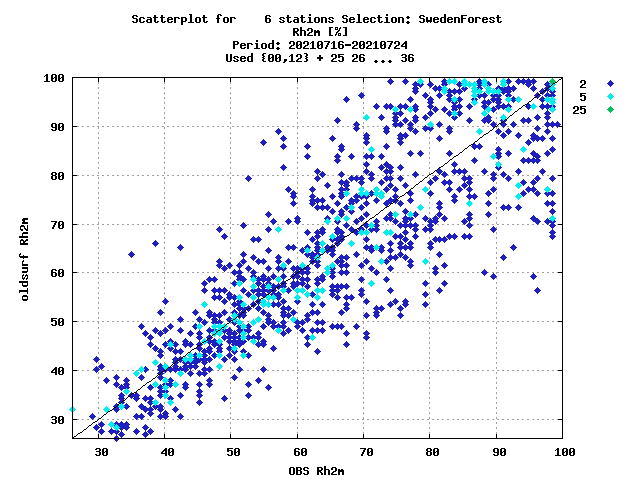 Scatterplot for 6 stations Selection: SwedenForest
Rh2m [%]
Period: 20210716-20210724
Used {00,12} + 25 26 ... 36
2
5
25
100
90
80
70
60
50
40
30
oldsurf Rh2m
30 40 50 60 70 80 90 100
OBS Rh2m